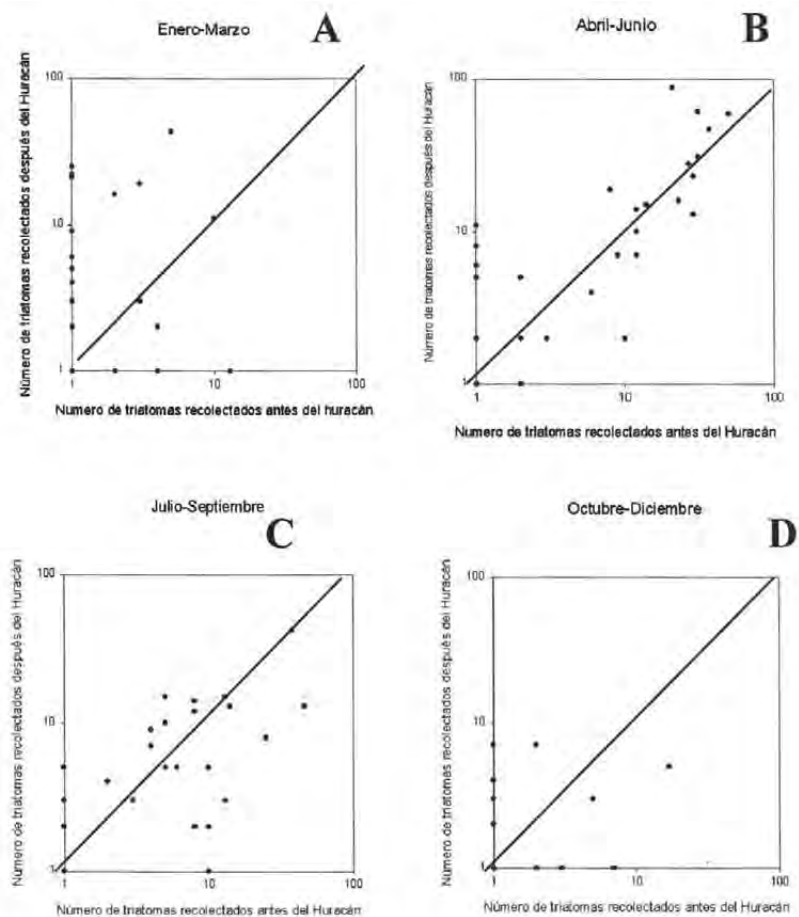 Enero-Marzo
A
Número de triatomas recolectados después del Huracán
100
10
1
1
10
100
Numero de triatomas recolectados antes del huracán
Abril-Junio
B
Número de triatomas recolectados después del Huracán
100
10
1
1
10
100
Numero de triatomas recolectados antes del Huracán
Julio-Septiembre
C
Número de triatomas recolectados después del Huracán
100
10
1
1
10
100
Número de triatomas recolectados antes del Huracán
Octubre-Diciembre
D
Número de triatomas recolectados después del Huracán
100
10
1
1
10
100
Número de triatomas recolectados antes del Huracán